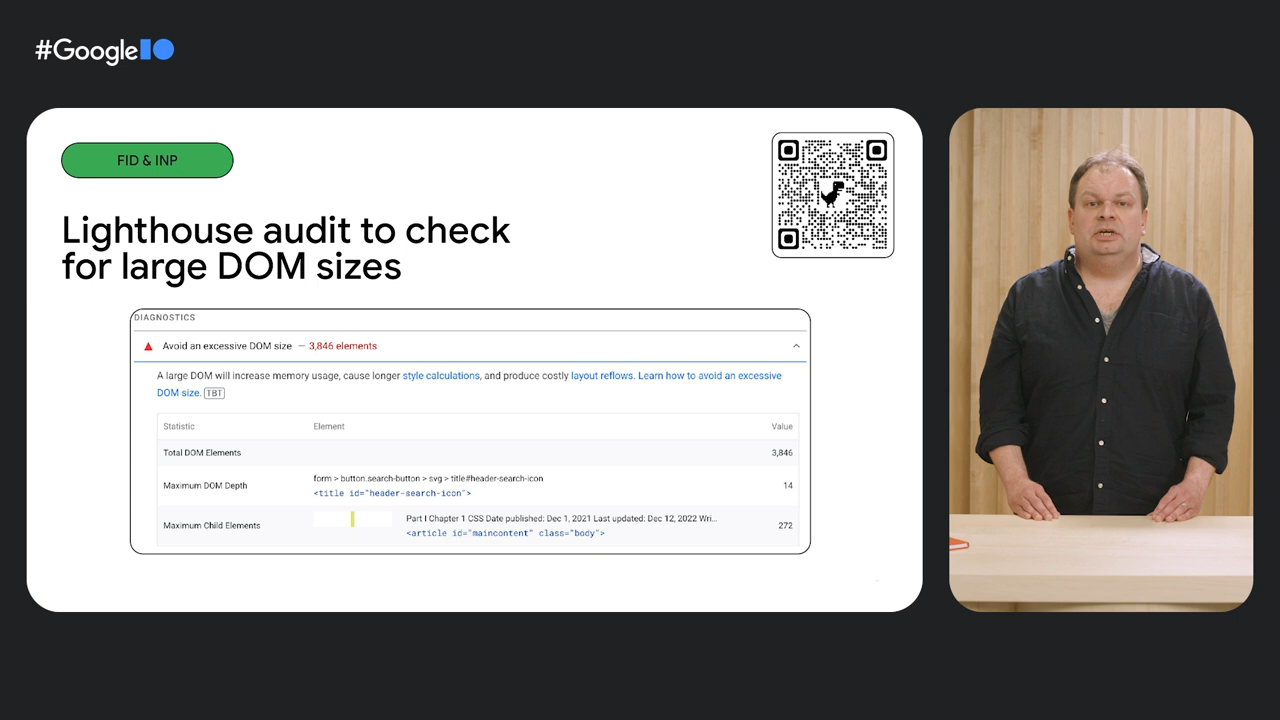 #Google IO
FID & INP
Lighthouse audit to check
for large DOM sizes
DIAGNOSTICS
Avoid an excessive DOM size — 3,846 elements
A large DOM will increase memory usage, cause longer style calculations, and produce costly layout reflows. Learn how to avoid an excessive
DOM size. TBT
Statistic Element Value
Total DOM Elements 3,846
Maximum DOM Depth form > button.search-button > svg > title#header-search-icon 14
<title id="header-search-icon">
Maximum Child Elements Part I Chapter 1 CSS Date published: Dec 1, 2021 Last updated: Dec 12, 2022 Wri... 272
<article id="maincontent" class="body">